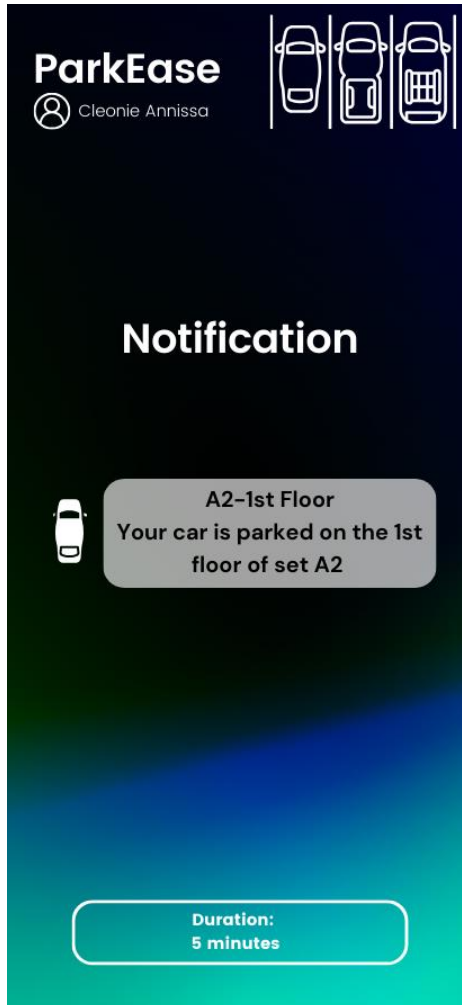 ParkEase
Cleonie Annissa
Notification
A2-1st Floor
Your car is parked on the 1st
floor of set A2
Duration:
5 minutes